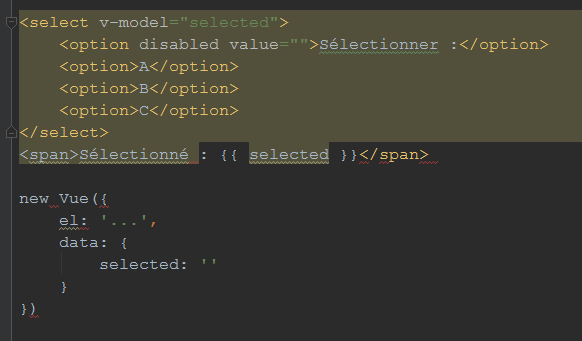 <select v-model="selected">
    <option disabled value="">Sélectionner :</option>
    <option>A</option>
    <option>B</option>
    <option>C</option>
</select>
<span>Sélectionné : {{ selected }}</span>

new Vue({
    el: '...',
    data: {
        selected: ''
    }
})